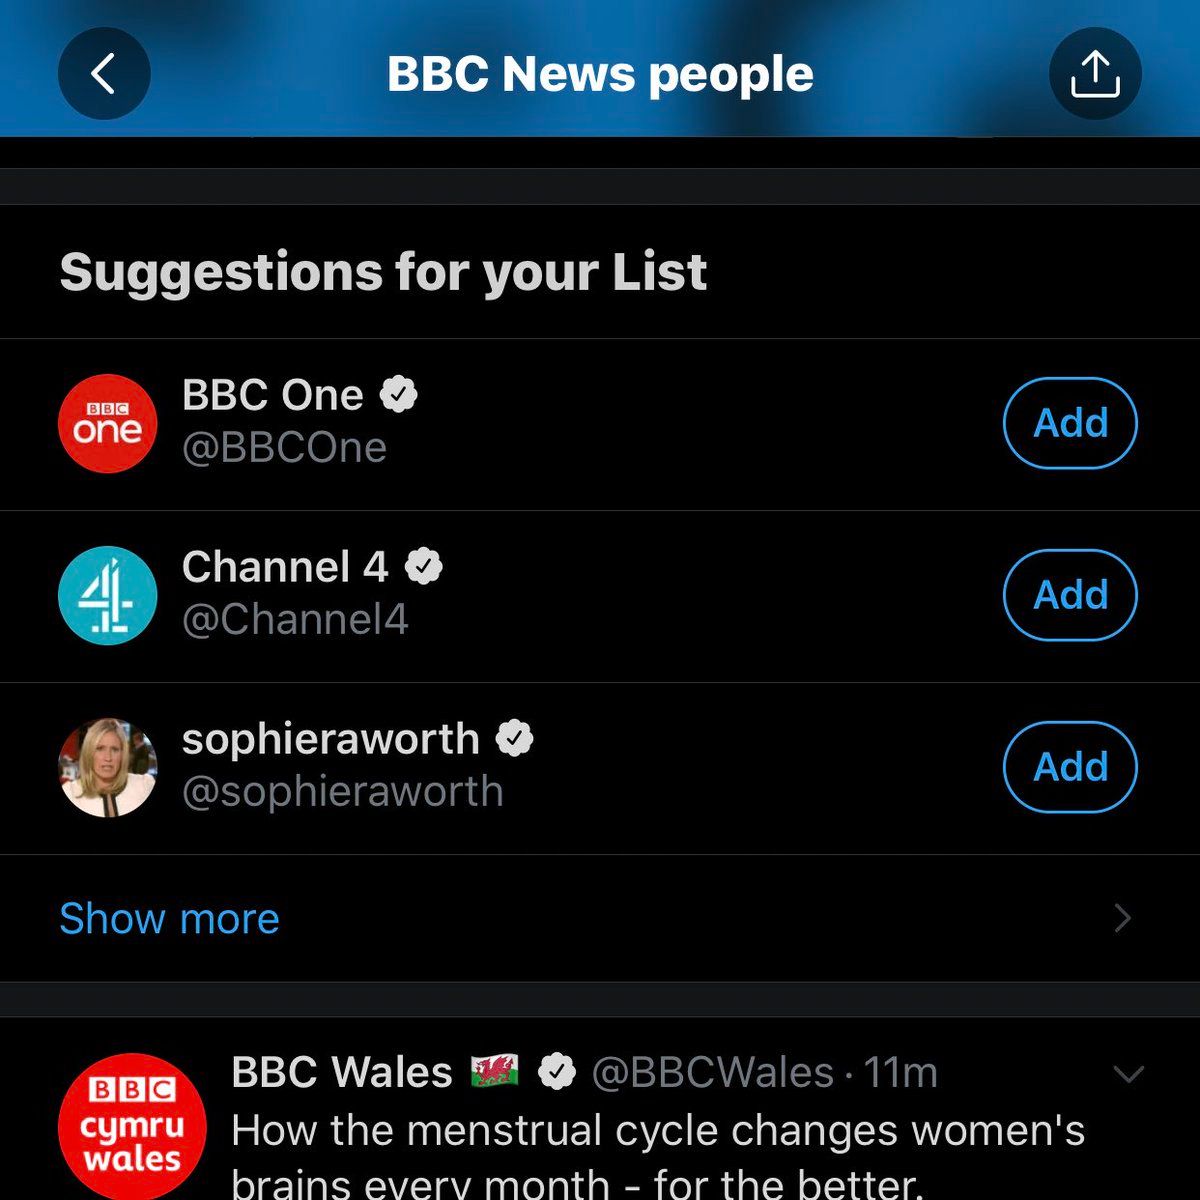 BBC News people
Suggestions for your List
BBC
one
BBC One
@BBCOne
Add
4
Channel 4
@Channel4
Add
sophieraworth
@sophieraworth
Add
Show more
BBC
cymru
wales
BBC Wales 🏴󠁧󠁢󠁷󠁬󠁳󠁿 @BBCWales · 11m
How the menstrual cycle changes women's
brains every month - for the better.